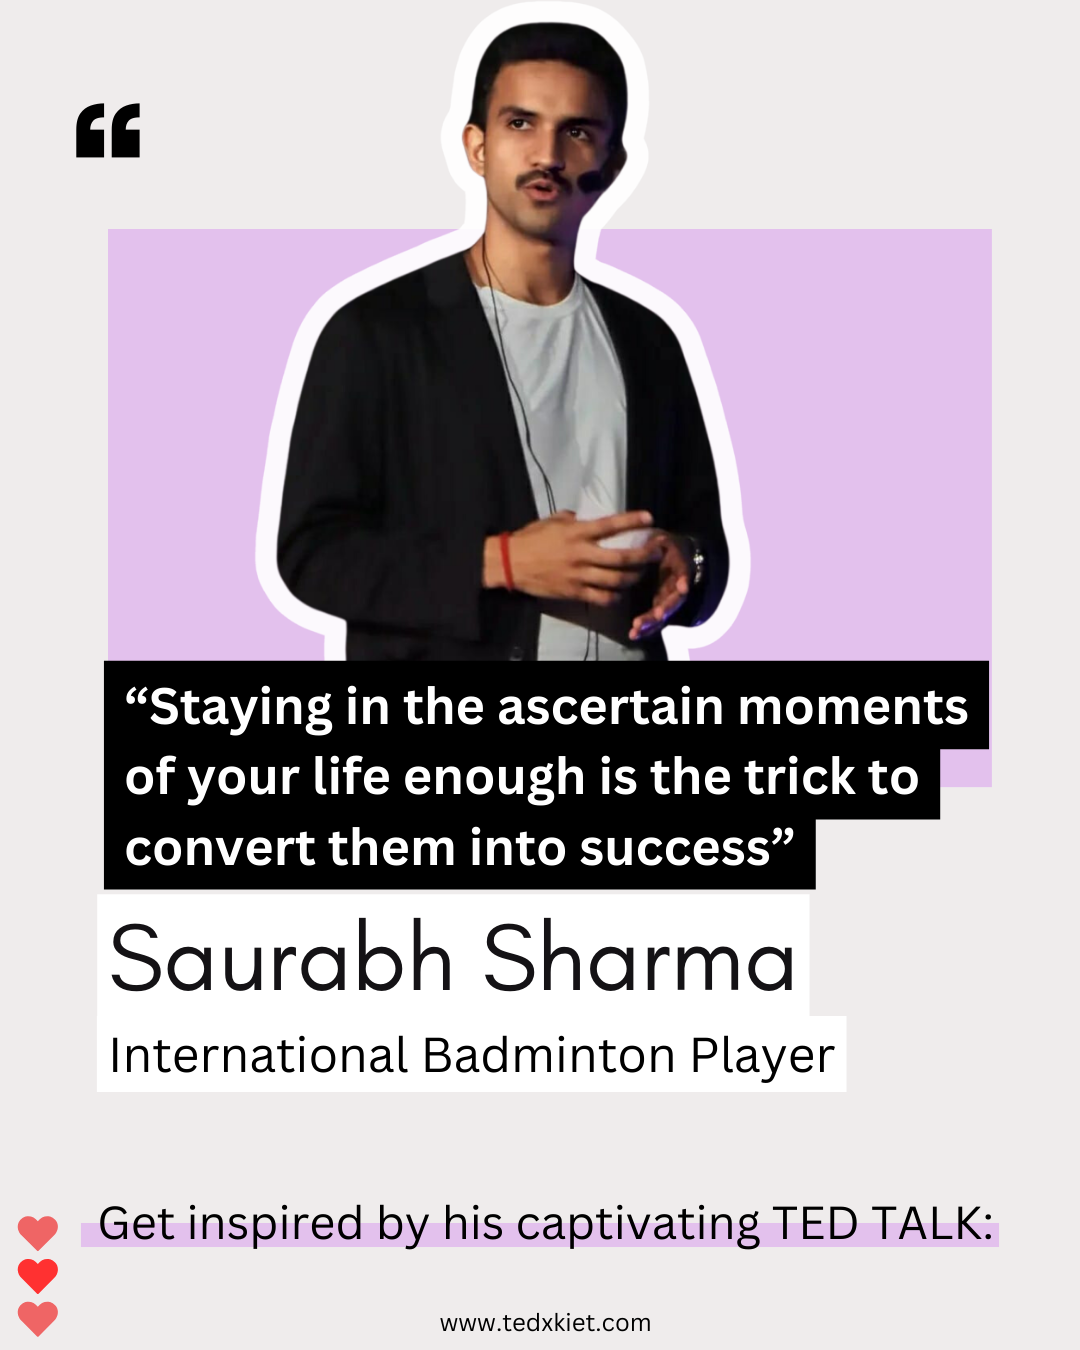 “Staying in the ascertain moments
of your life enough is the trick to
convert them into success”
Saurabh Sharma
International Badminton Player
Get inspired by his captivating TED TALK:
www.tedxkiet.com